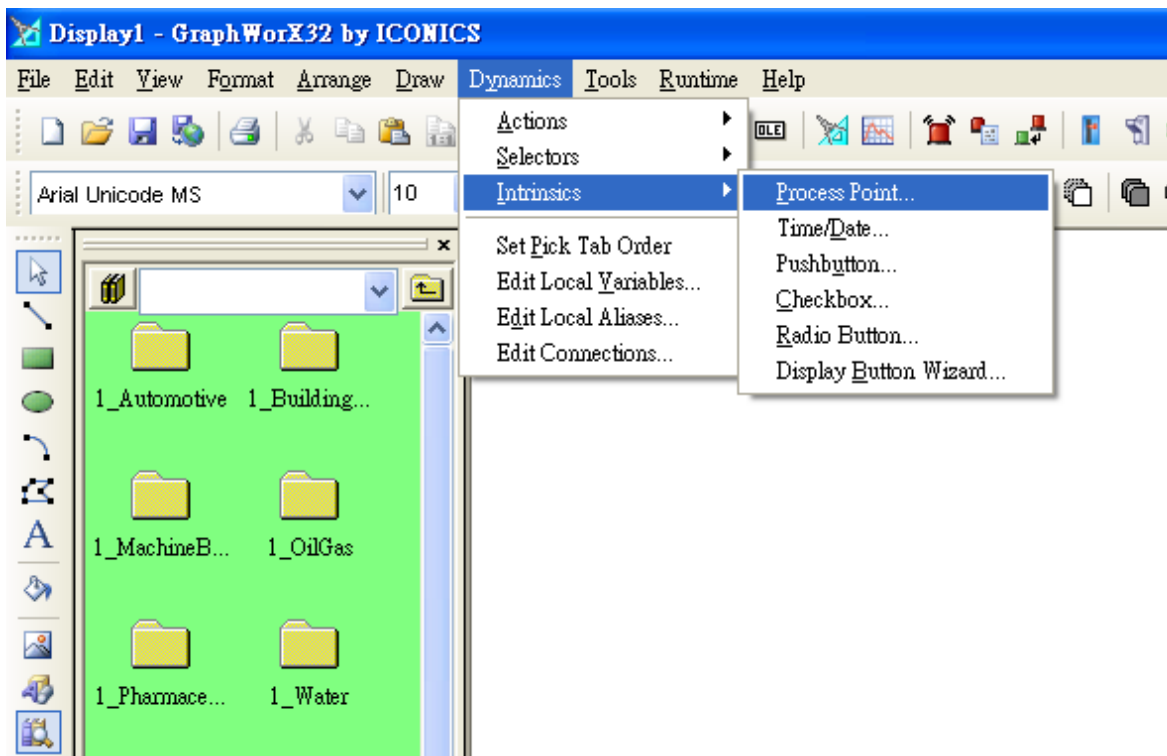 Display1 - GraphWorX32 by ICONICS
File Edit View Format Arrange Draw Dynamics Tools Runtime Help
Actions
Selectors
Intrinsics
Set Pick Tab Order
Edit Local Variables...
Edit Local Aliases...
Edit Connections...
Process Point...
Time/Date...
Pushbutton...
Checkbox...
Radio Button...
Display Button Wizard...
OLE
Arial Unicode MS 10
A
1_Automotive 1_Building...
1_MachineB... 1_OilGas
1_Pharmace... 1_Water